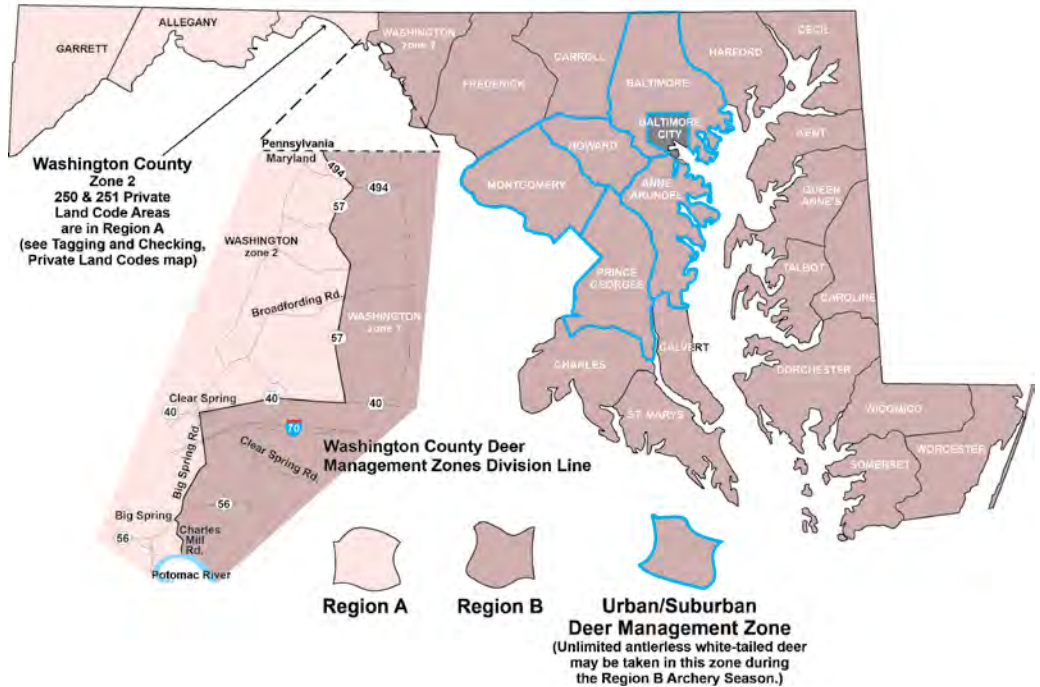 GARRETT
ALLEGANY
WASHINGTON
zone 1
FREDERICK
CARROLL
BALTIMORE
HARFORD
CECIL
BALTIMORE
CITY
HOWARD
MONTGOMERY
ANNE
ARUNDEL
KENT
QUEEN
ANNE'S
PRINCE
GEORGES
TALBOT
CAROLINE
CHARLES
CALVERT
ST MARYS
DORCHESTER
WICOMICO
SOMERSET
WORCESTER
Washington County
Zone 2
250 & 251 Private
Land Code Areas
are in Region A
(see Tagging and Checking,
Private Land Codes map)
Pennsylvania
Maryland
494
494
57
WASHINGTON
zone 2
Broadfording Rd.
WASHINGTON
zone 1
57
Clear Spring
40
40
40
70
Big Spring Rd.
Clear Spring Rd.
56
Big Spring
56
Charles
Mill
Rd.
Potomac River
Washington County Deer
Management Zones Division Line
Region A
Region B
Urban/Suburban
Deer Management Zone
(Unlimited antlerless white-tailed deer
may be taken in this zone during
the Region B Archery Season.)